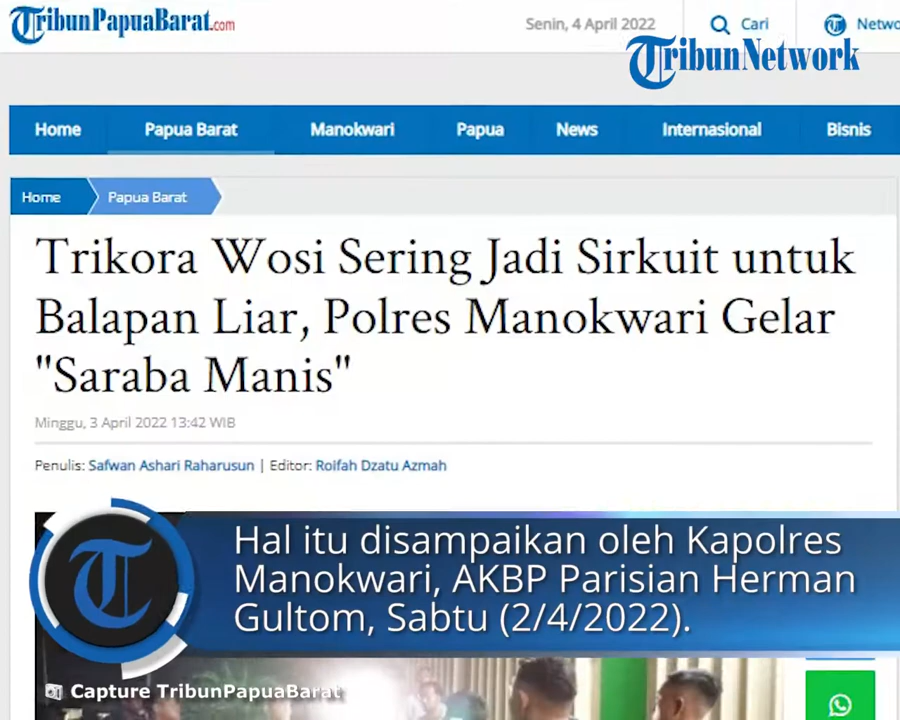 TribunPapuaBarat.com
Senin, 4 April 2022
Cari
Netwo
TribunNetwork
Home Papua Barat Manokwari Papua News Internasional Bisnis
Home Papua Barat
Trikora Wosi Sering Jadi Sirkuit untuk
Balapan Liar, Polres Manokwari Gelar
"Saraba Manis"
Minggu, 3 April 2022 13:42 WIB
Penulis: Safwan Ashari Raharusun | Editor: Roifah Dzatu Azmah
Hal itu disampaikan oleh Kapolres
Manokwari, AKBP Parisian Herman
Gultom, Sabtu (2/4/2022).
Capture TribunPapuaBarat